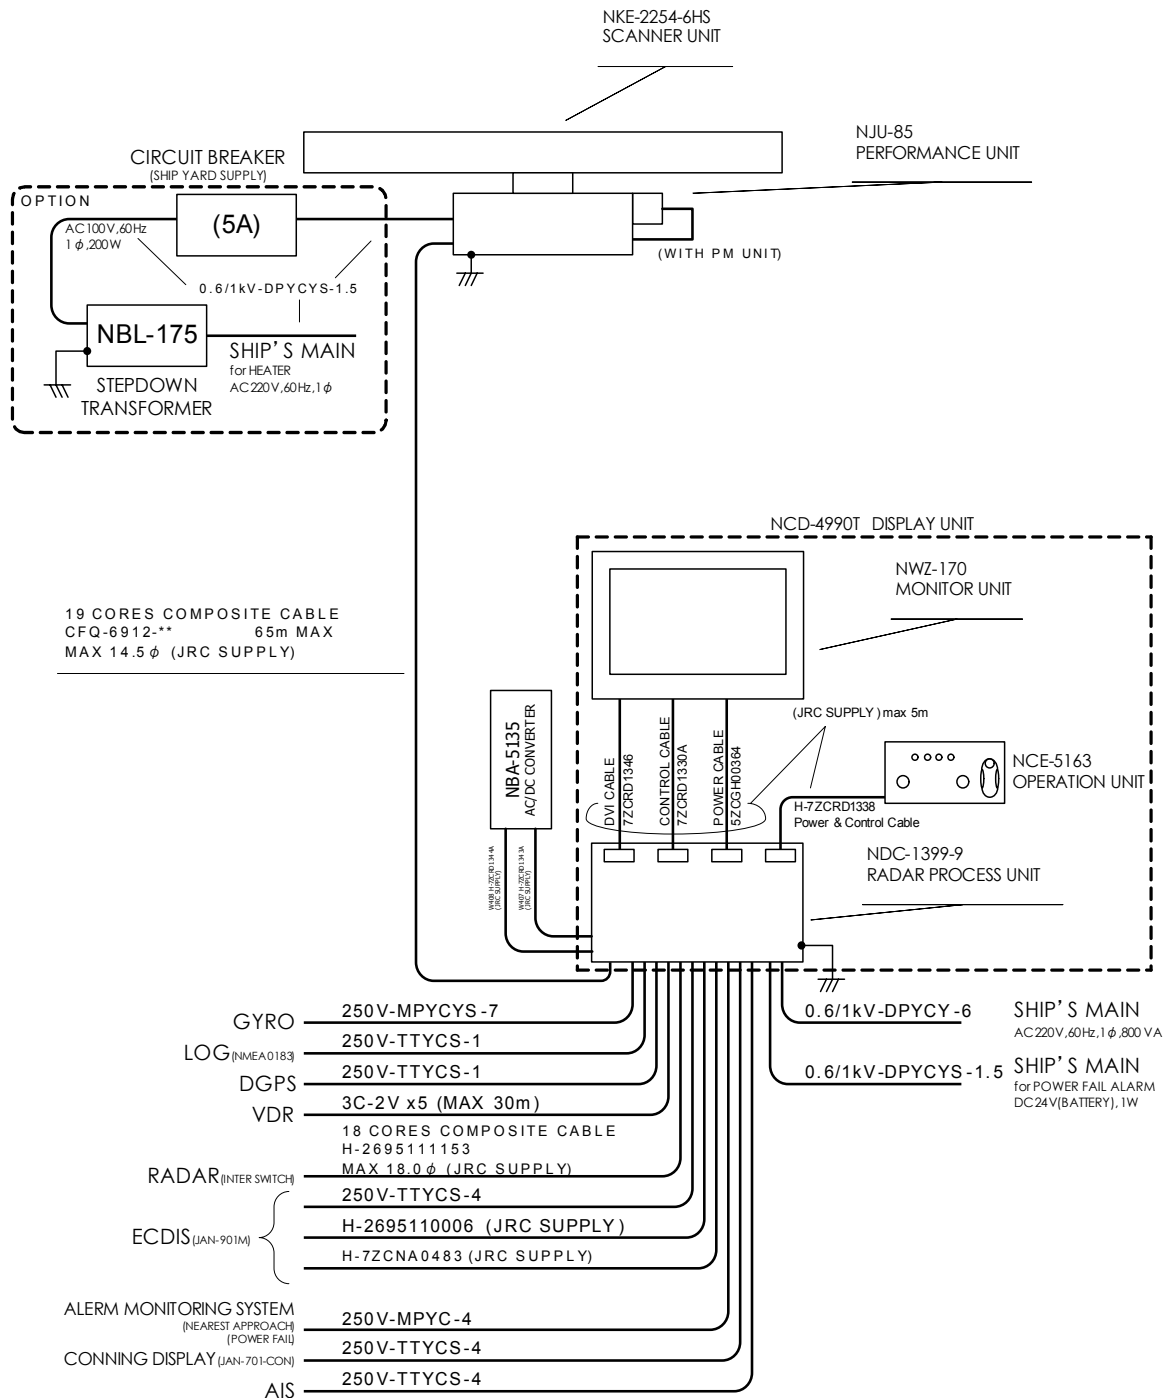 NKE-2254-6HS
SCANNER UNIT
NJU-85
PERFORMANCE UNIT
CIRCUIT BREAKER
(SHIP YARD SUPPLY)
OPTION
AC100V,60Hz
1φ,200W
(5A)
(WITH PM UNIT)
0.6/1kV-DPYCYS-1.5
NBL-175
SHIP'S MAIN
for HEATER
AC220V,60Hz,1φ
STEPDOWN
TRANSFORMER
NCD-4990T DISPLAY UNIT
NWZ-170
MONITOR UNIT
19 CORES COMPOSITE CABLE
CFQ-6912-** 65m MAX
MAX 14.5φ (JRC SUPPLY)
NBA-5135
AC/DC CONVERTER
(JRC SUPPLY) max 5m
DVI CABLE
7ZCRD1346
CONTROL CABLE
7ZCRD1330A
POWER CABLE
5ZCGH00364
NCE-5163
OPERATION UNIT
H-7ZCRD1338
Power & Control Cable
W408 H-7ZCRD1344A
(JRC SUPPLY)
W407 H-7ZCRD1343A
(JRC SUPPLY)
NDC-1399-9
RADAR PROCESS UNIT
GYRO 250V-MPYCYS-7
LOG(NMEA0183) 250V-TTYCS-1
DGPS 250V-TTYCS-1
VDR 3C-2V x5 (MAX 30m)
18 CORES COMPOSITE CABLE
H-2695111153
RADAR(INTER SWITCH) MAX 18.0φ (JRC SUPPLY)
250V-TTYCS-4
ECDIS(JAN-901M) H-2695110006 (JRC SUPPLY)
H-7ZCNA0483 (JRC SUPPLY)
ALERM MONITORING SYSTEM
(NEAREST APPROACH)
(POWER FAIL)
250V-MPYC-4
CONNING DISPLAY(JAN-701-CON) 250V-TTYCS-4
AIS 250V-TTYCS-4
0.6/1kV-DPYCY-6 SHIP'S MAIN
AC220V,60Hz,1φ,800VA
0.6/1kV-DPYCYS-1.5 SHIP'S MAIN
for POWER FAIL ALARM
DC24V(BATTERY),1W